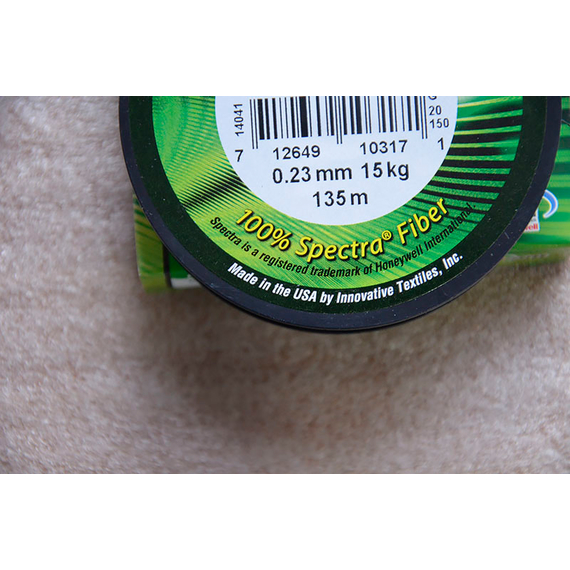 14041
G
20
150
7 12649 10317 1
0.23 mm 15 kg
135 m
100% Spectra® Fiber
Spectra is a registered trademark of Honeywell International.
Made in the USA by Innovative Textiles, Inc.